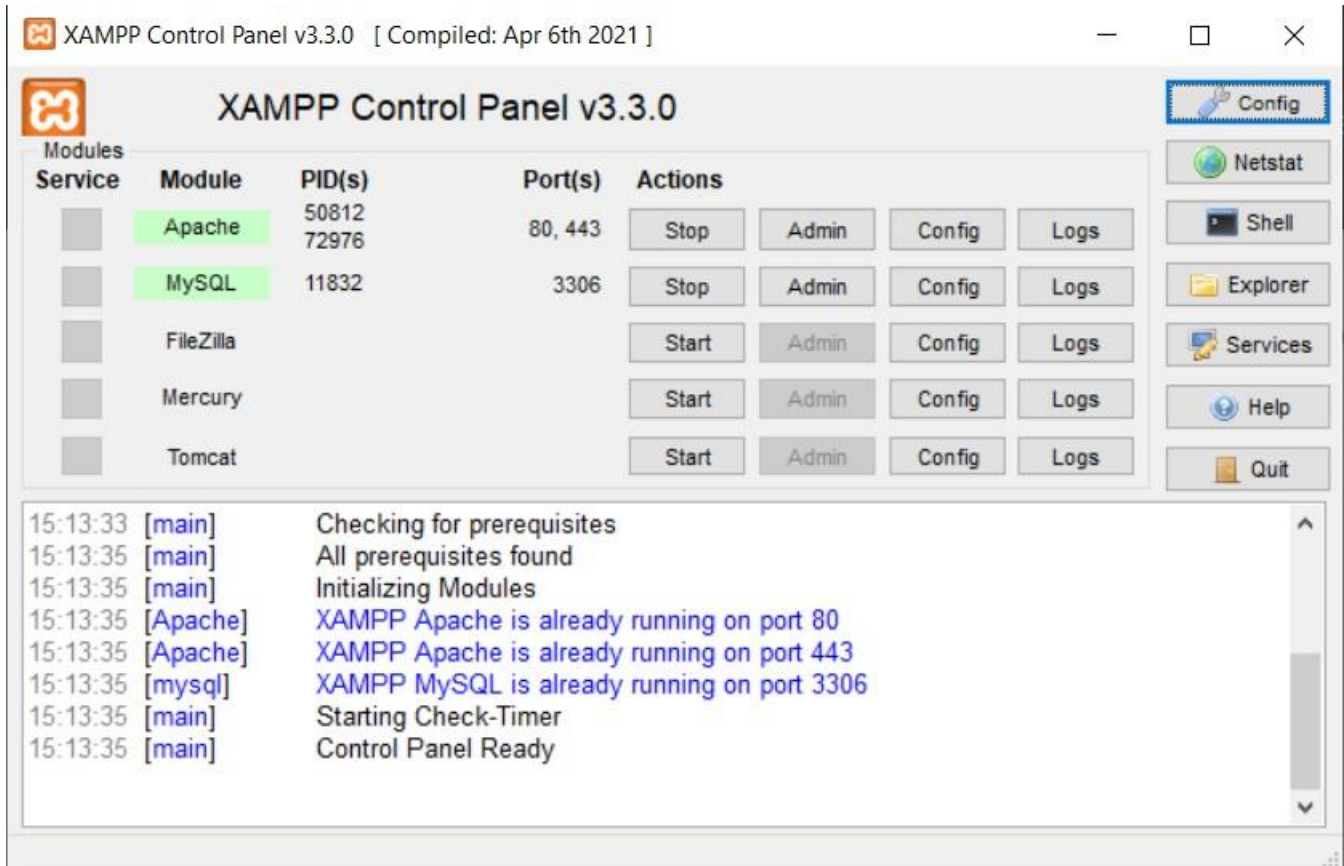 XAMPP Control Panel v3.3.0 [ Compiled: Apr 6th 2021 ]
XAMPP Control Panel v3.3.0
Config
Modules
Service Module PID(s) Port(s) Actions
Netstat
Apache 50812 72976 80, 443 Stop Admin Config Logs
Shell
MySQL 11832 3306 Stop Admin Config Logs
Explorer
FileZilla Start Admin Config Logs
Services
Mercury Start Admin Config Logs
Help
Tomcat Start Admin Config Logs
Quit
15:13:33 [main] Checking for prerequisites
15:13:35 [main] All prerequisites found
15:13:35 [main] Initializing Modules
15:13:35 [Apache] XAMPP Apache is already running on port 80
15:13:35 [Apache] XAMPP Apache is already running on port 443
15:13:35 [mysql] XAMPP MySQL is already running on port 3306
15:13:35 [main] Starting Check-Timer
15:13:35 [main] Control Panel Ready